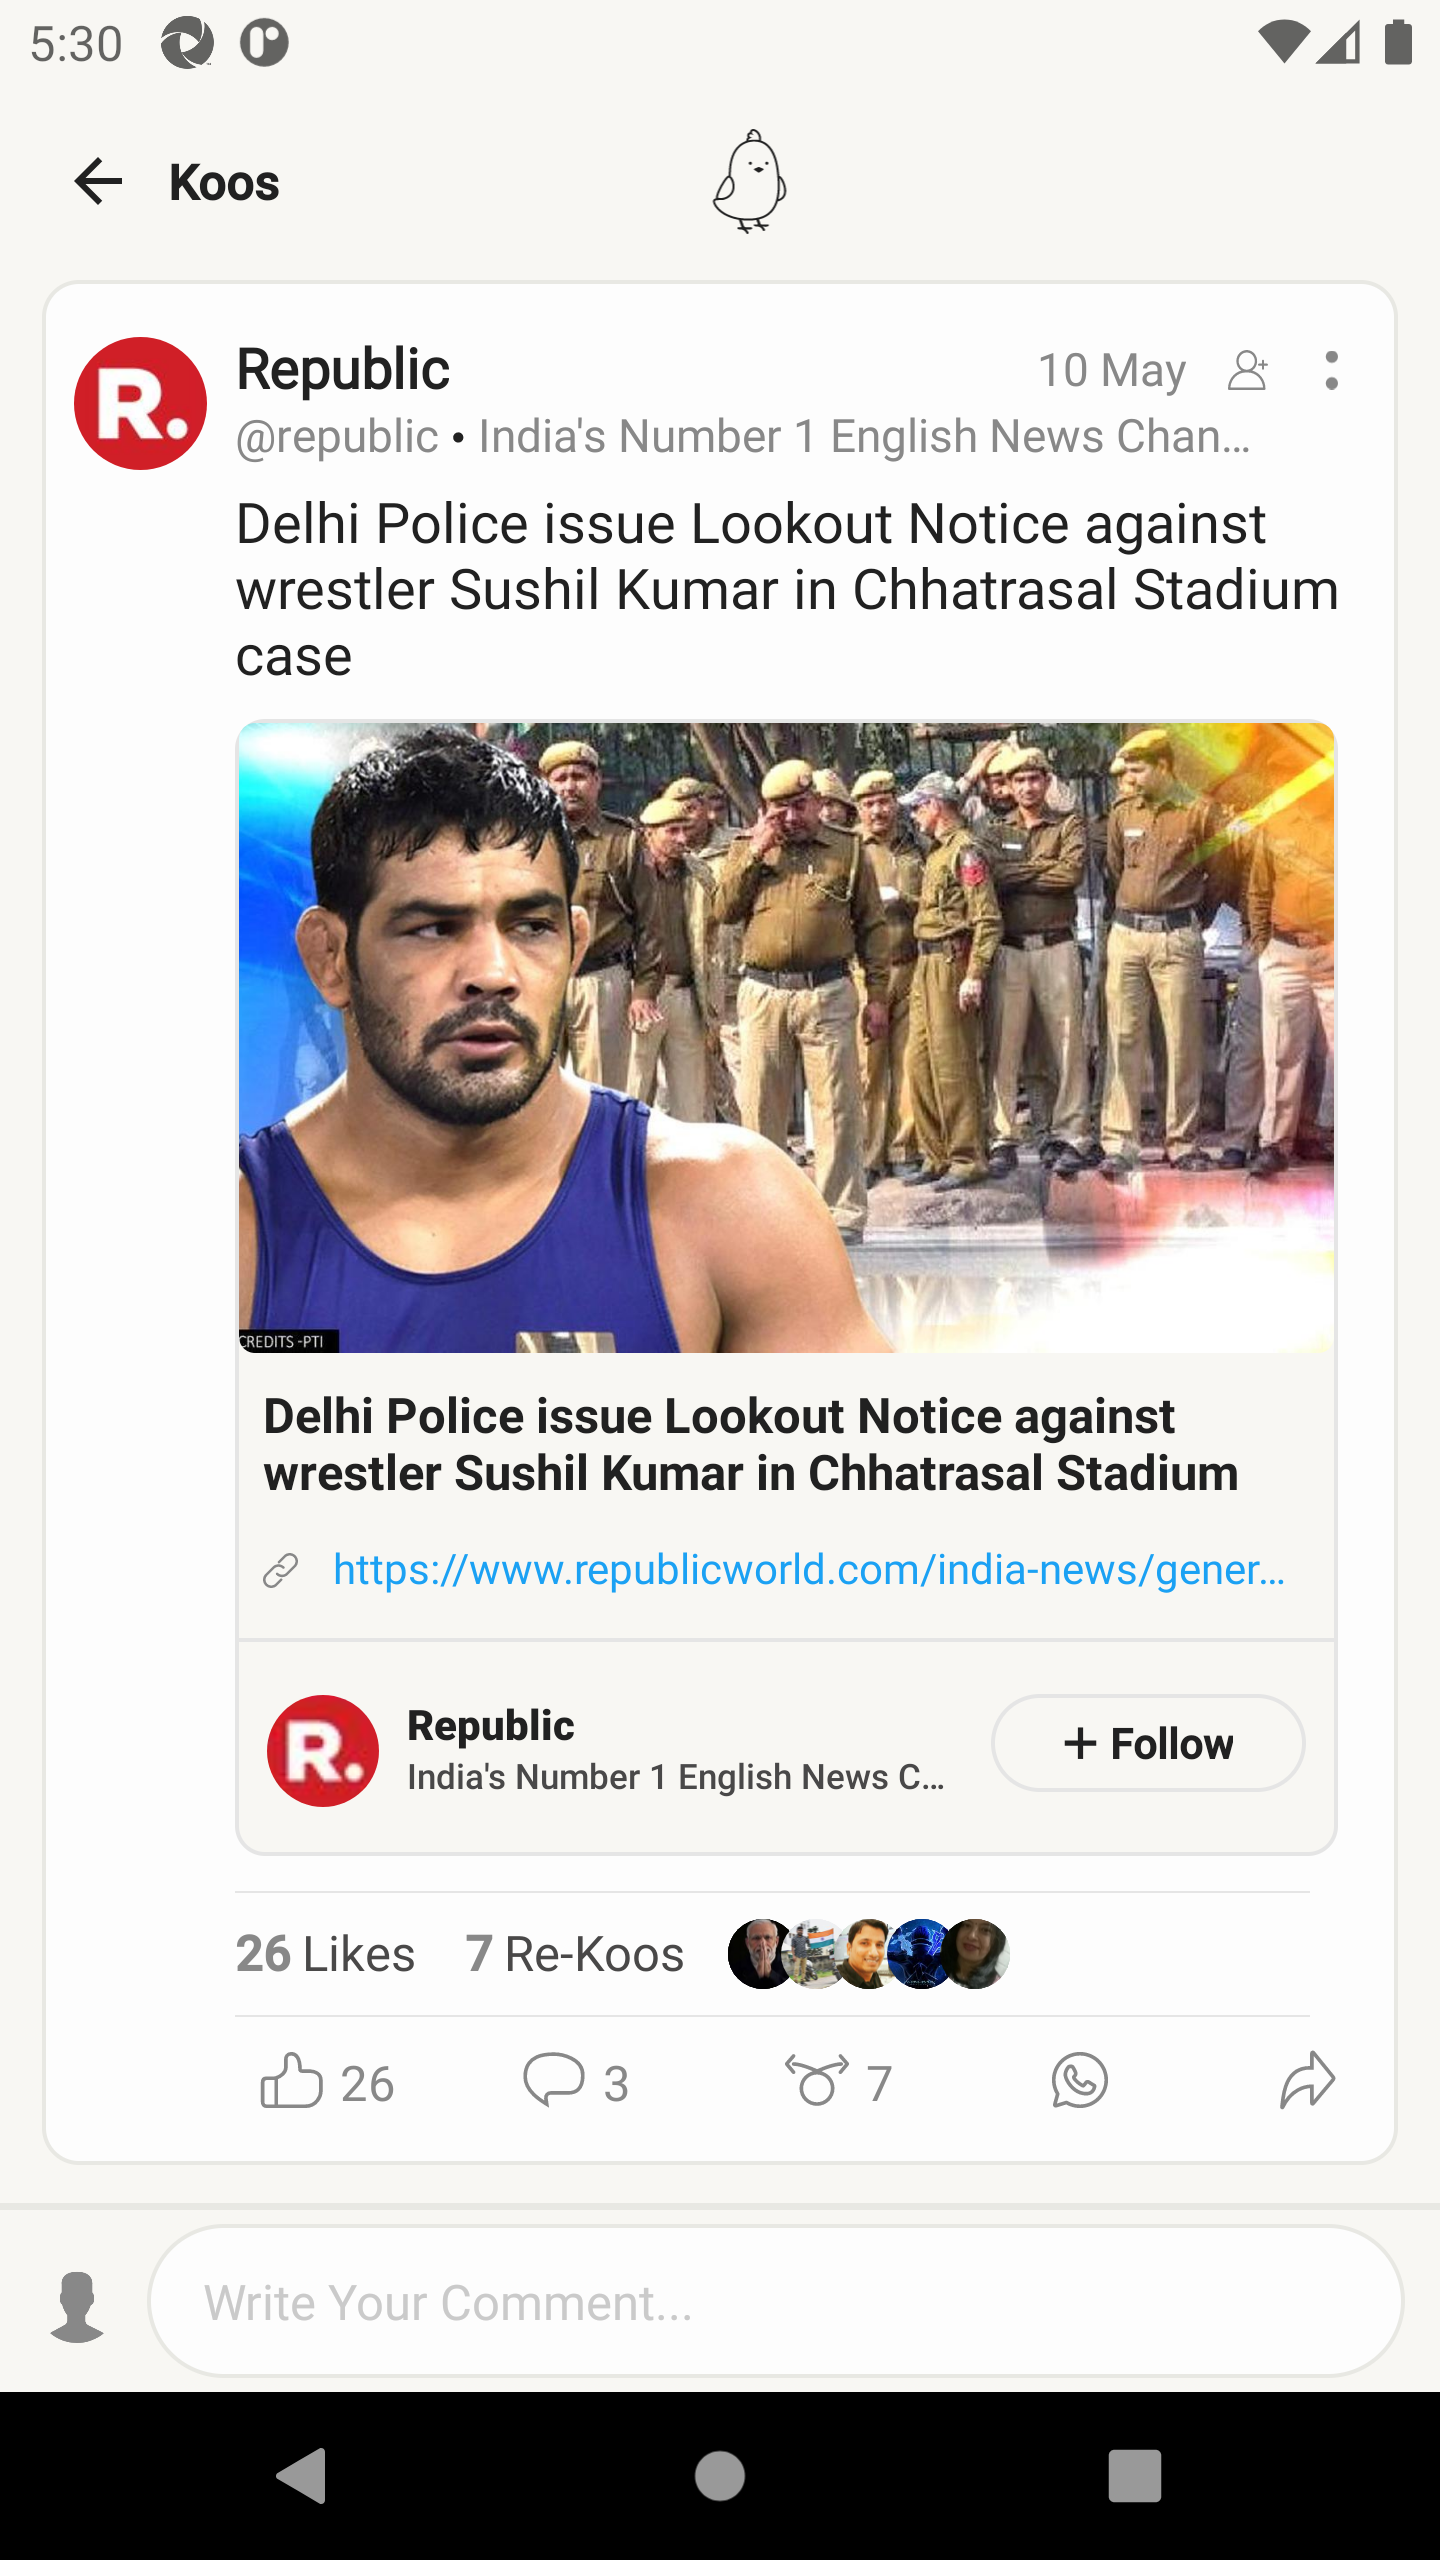 5:30
Koos
Republic
10 May
@republic • India's Number 1 English News Chan...
Delhi Police issue Lookout Notice against
wrestler Sushil Kumar in Chhatrasal Stadium
case
CREDITS -PTI
Delhi Police issue Lookout Notice against
wrestler Sushil Kumar in Chhatrasal Stadium
https://www.republicworld.com/india-news/gener...
Republic
India's Number 1 English News C...
+ Follow
26 Likes 7 Re-Koos
26 3 7
Write Your Comment...